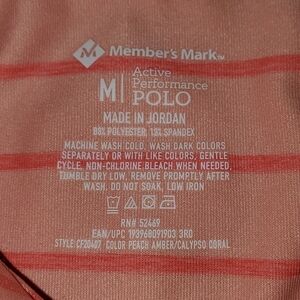 Member's Mark™
M
Active
Performance
POLO
MADE IN JORDAN
88% POLYESTER, 12% SPANDEX
MACHINE WASH COLD, WASH DARK COLORS
SEPARATELY OR WITH LIKE COLORS, GENTLE
CYCLE, NON-CHLORINE BLEACH WHEN NEEDED,
TUMBLE DRY LOW, REMOVE PROMPTLY AFTER
WASH, DO NOT SOAK, LOW IRON
RN# 52469
EAN/UPC 193968091903 3RD
STYLE CF20407 COLOR PEACH AMBER/CALYPSO CORAL